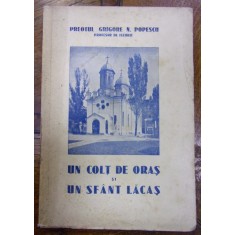 PREOTUL GRIGORE N. POPESCU
UN COLȚ DE ORAȘ
ȘI
UN SFÂNT LĂCAȘ